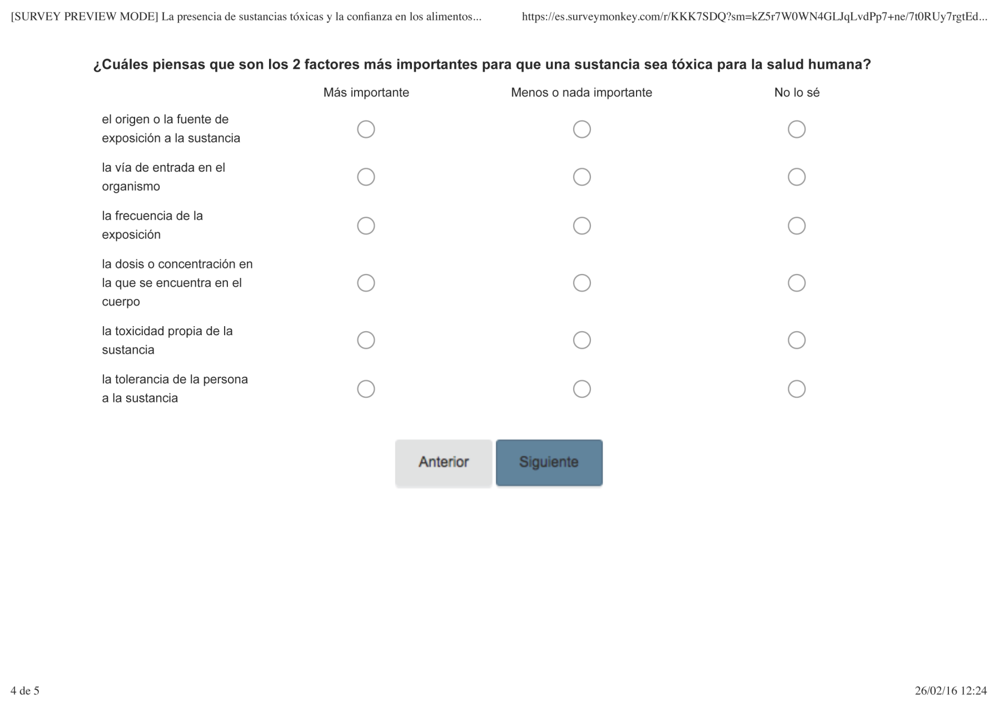 [SURVEY PREVIEW MODE] La presencia de sustancias tóxicas y la confianza en los alimentos... https://es.surveymonkey.com/r/KKK7SDQ?sm=kZ5r7W0WN4GLJqLvdPp7+ne/7t0RUy7rgtEd...
¿Cuáles piensas que son los 2 factores más importantes para que una sustancia sea tóxica para la salud humana?
Más importante Menos o nada importante No lo sé
el origen o la fuente de
exposición a la sustancia
la vía de entrada en el
organismo
la frecuencia de la
exposición
la dosis o concentración en
la que se encuentra en el
cuerpo
la toxicidad propia de la
sustancia
la tolerancia de la persona
a la sustancia
Anterior Siguiente
4 de 5 26/02/16 12:24